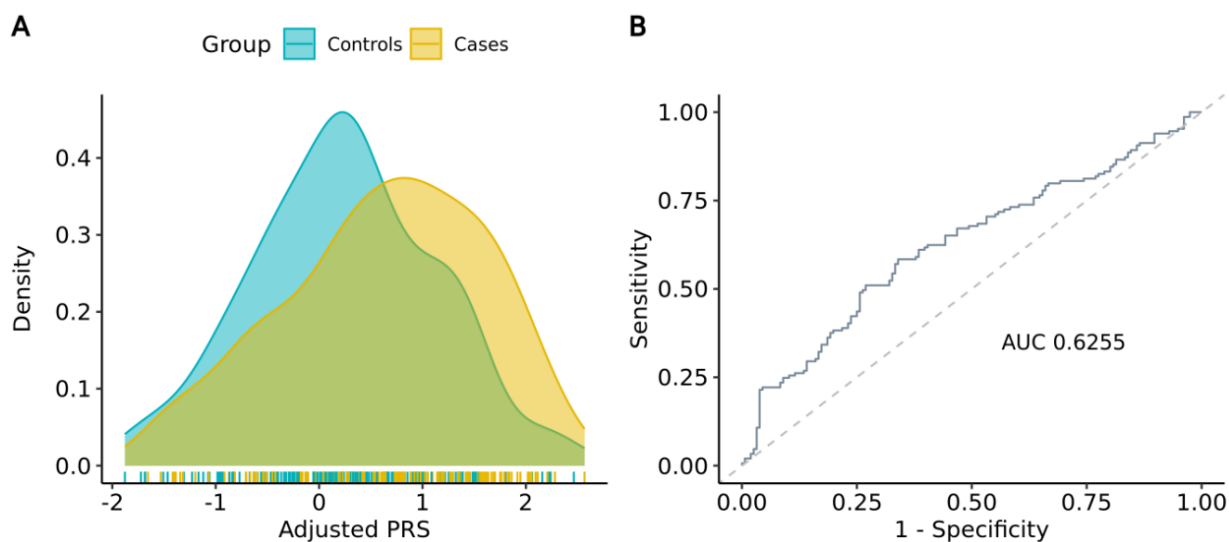 A
Group Controls Cases
Density
0.4
0.3
0.2
0.1
0.0
-2 -1 0 1 2
Adjusted PRS
B
Sensitivity
1.00
0.75
0.50
0.25
0.00
AUC 0.6255
0.00 0.25 0.50 0.75 1.00
1 - Specificity